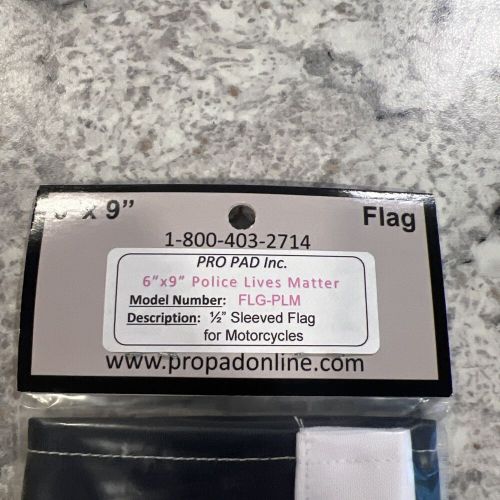 6" x 9" Flag
1-800-403-2714
PRO PAD Inc.
6"x9" Police Lives Matter
Model Number: FLG-PLM
Description: ½" Sleeved Flag
for Motorcycles
www.propadonline.com